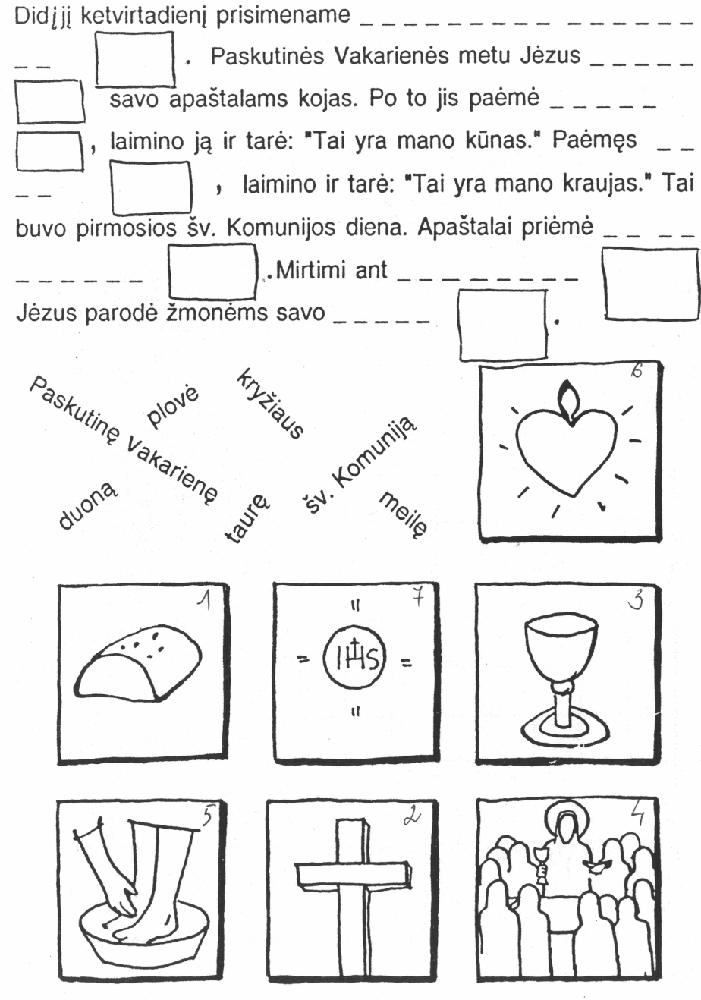 Didįjį ketvirtadienį prisimename _ _ _ _ _ _ _ _ _ _ _ _ _ _ _
_ _ . Paskutinės Vakarienės metu Jėzus _ _ _ _ _
savo apaštalams kojas. Po to jis paėmė _ _ _ _ _
, laimino ją ir tarė: "Tai yra mano kūnas." Paėmęs _ _
_ _ , laimino ir tarė: "Tai yra mano kraujas." Tai
buvo pirmosios šv. Komunijos diena. Apaštalai priėmė _ _ _ _
_ _ _ _ _ _ . Mirtimi ant _ _ _ _ _ _ _ _ _
Jėzus parodė žmonėms savo _ _ _ _ _ .
Paskutinę Vakarienę
plovė
kryžiaus
duoną
taurę
šv. Komuniją
meilę
6
1
7
IHS
3
5
2
4